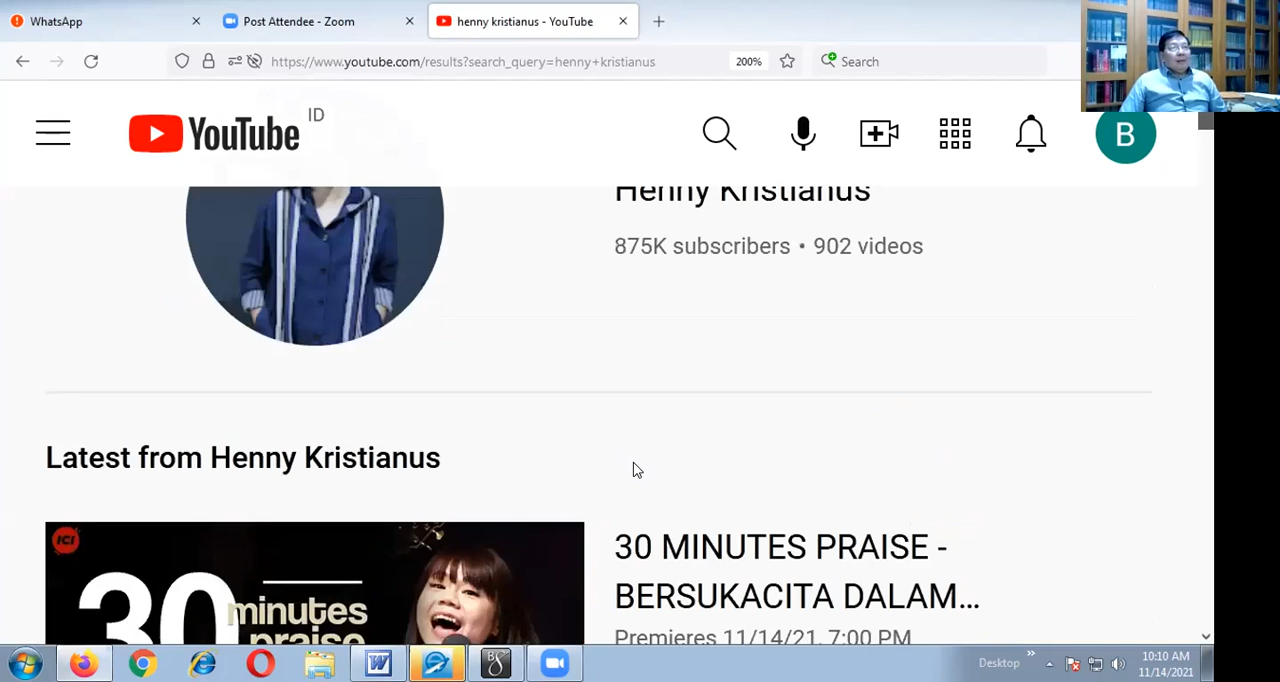 WhatsApp
Post Attendee - Zoom
henny kristianus - YouTube
https://www.youtube.com/results?search_query=henny+kristianus
200%
Search
YouTube
ID
B
Henny Kristianus
875K subscribers • 902 videos
Latest from Henny Kristianus
ICI
30 minutes
praise
30 MINUTES PRAISE -
BERSUKACITA DALAM...
Premieres 11/14/21, 7:00 PM
Desktop
10:10 AM
11/14/2021